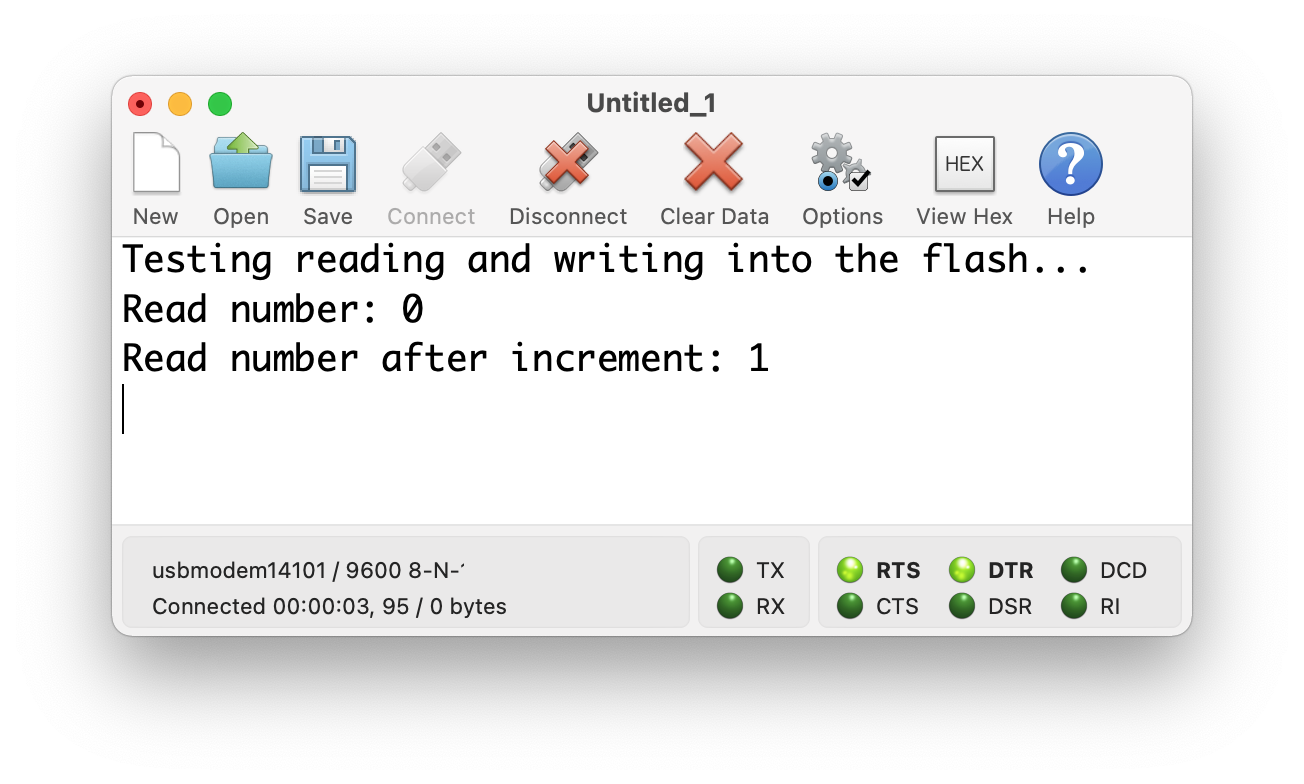 Untitled_1
New Open Save Connect Disconnect Clear Data Options HEX View Hex Help
Testing reading and writing into the flash...
Read number: 0
Read number after increment: 1
usbmodem14101 / 9600 8-N-
Connected 00:00:03, 95 / 0 bytes
TX RTS DTR DCD
RX CTS DSR RI